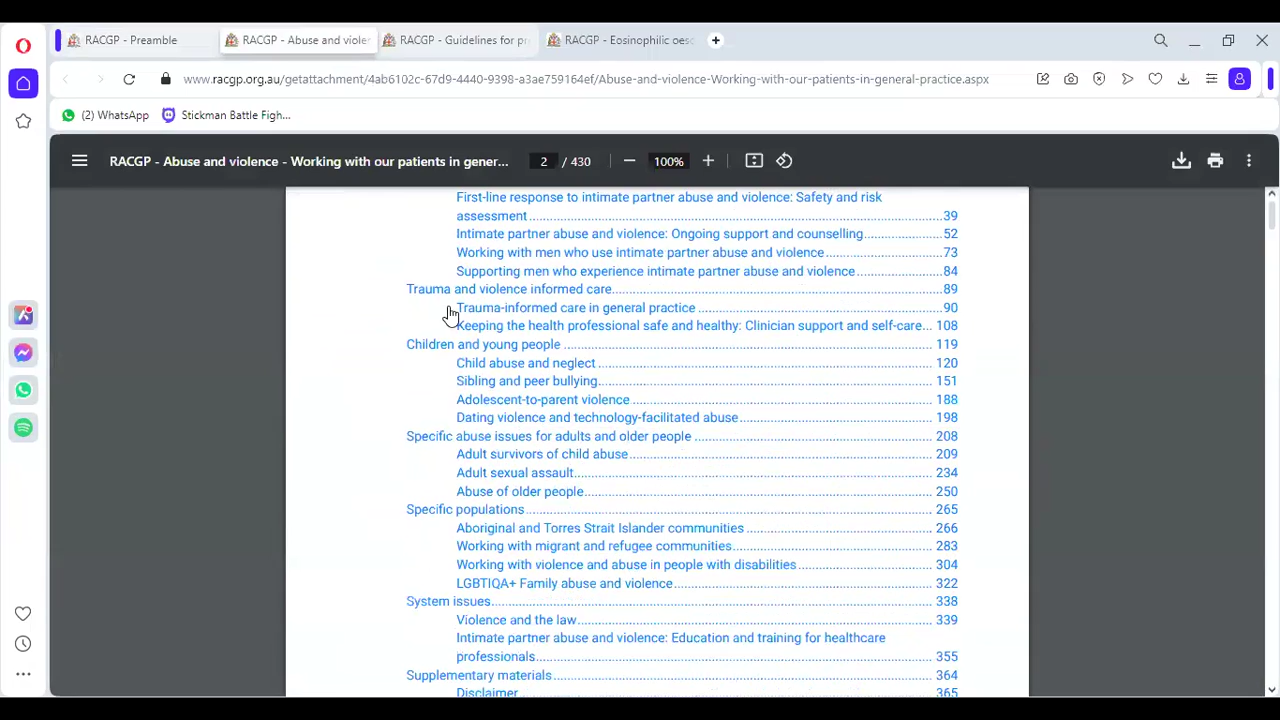 RACGP - Preamble
RACGP - Abuse and violer
RACGP - Guidelines for pr
RACGP - Eosinophilic oeso
www.racgp.org.au/getattachment/4ab6102c-67d9-4440-9398-a3ae759164ef/Abuse-and-violence-Working-with-our-patients-in-general-practice.aspx
(2) WhatsApp
Stickman Battle Figh...
RACGP - Abuse and violence - Working with our patients in gener...
2 / 430
100%
First-line response to intimate partner abuse and violence: Safety and risk
assessment 39
Intimate partner abuse and violence: Ongoing support and counselling 52
Working with men who use intimate partner abuse and violence 73
Supporting men who experience intimate partner abuse and violence 84
Trauma and violence informed care 89
Trauma-informed care in general practice 90
Keeping the health professional safe and healthy: Clinician support and self-care 108
Children and young people 119
Child abuse and neglect 120
Sibling and peer bullying 151
Adolescent-to-parent violence 188
Dating violence and technology-facilitated abuse 198
Specific abuse issues for adults and older people 208
Adult survivors of child abuse 209
Adult sexual assault 234
Abuse of older people 250
Specific populations 265
Aboriginal and Torres Strait Islander communities 266
Working with migrant and refugee communities 283
Working with violence and abuse in people with disabilities 304
LGBTIQA+ Family abuse and violence 322
System issues 338
Violence and the law 339
Intimate partner abuse and violence: Education and training for healthcare
professionals 355
Supplementary materials 364
Disclaimer 365